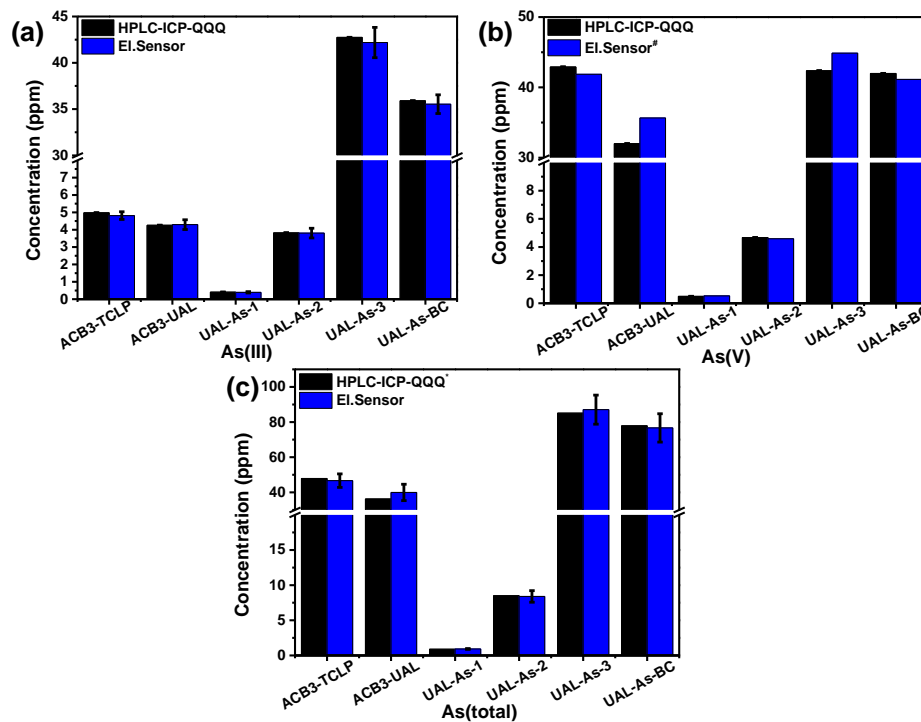 (a)
HPLC-ICP-QQQ
El.Sensor
Concentration (ppm)
45
40
35
30
5
4
3
2
1
0
ACB3-TCLP
ACB3-UAL
UAL-As-1
UAL-As-2
UAL-As-3
UAL-As-BC
As(III)
(b)
HPLC-ICP-QQQ
El.Sensor#
Concentration (ppm)
50
40
30
8
6
4
2
0
ACB3-TCLP
ACB3-UAL
UAL-As-1
UAL-As-2
UAL-As-3
UAL-As-BC
As(V)
(c)
HPLC-ICP-QQQ*
El.Sensor
Concentration (ppm)
100
80
60
40
15
10
5
0
ACB3-TCLP
ACB3-UAL
UAL-As-1
UAL-As-2
UAL-As-3
UAL-As-BC
As(total)